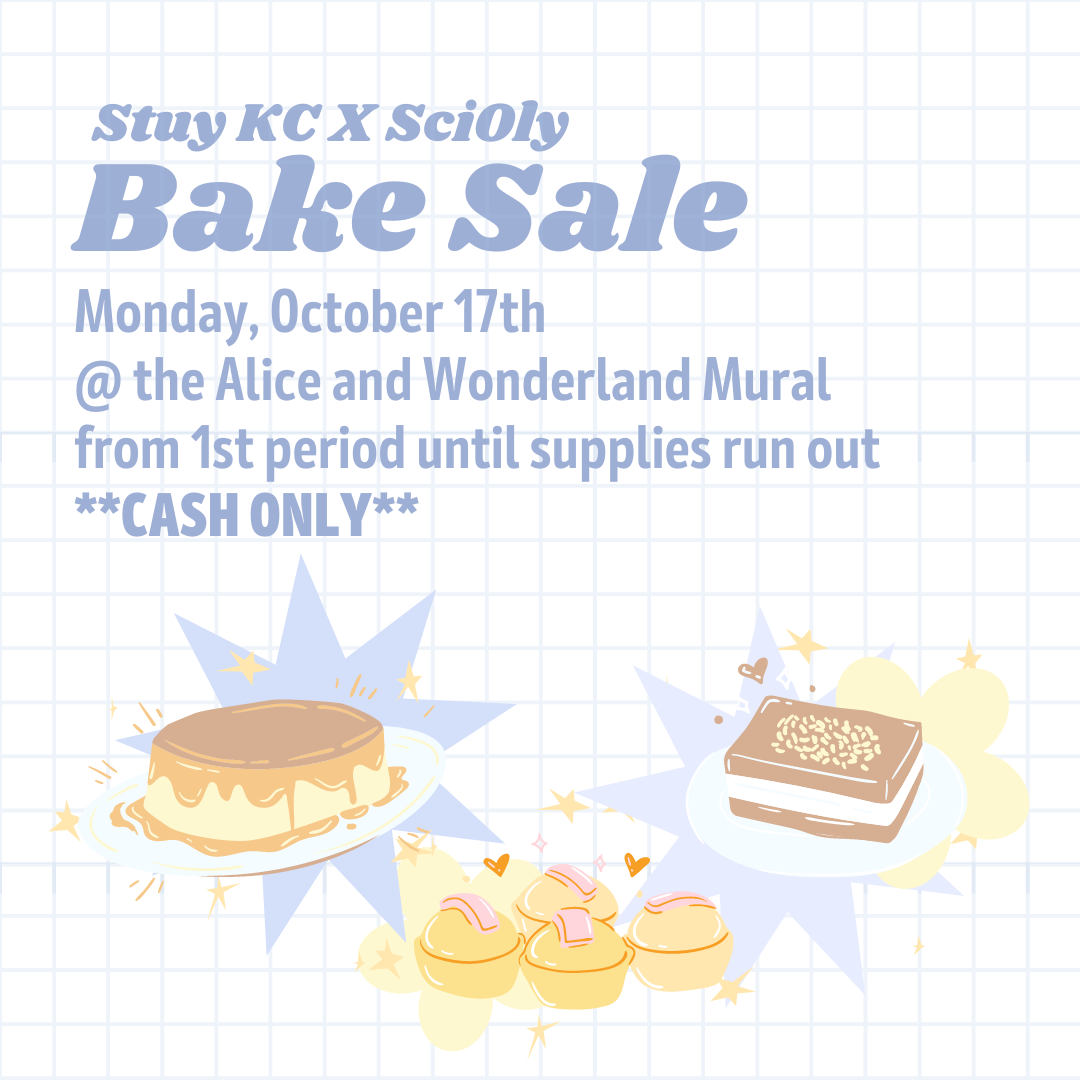 Stuy KC X SciOly
Bake Sale
Monday, October 17th
@ the Alice and Wonderland Mural
from 1st period until supplies run out
**CASH ONLY**